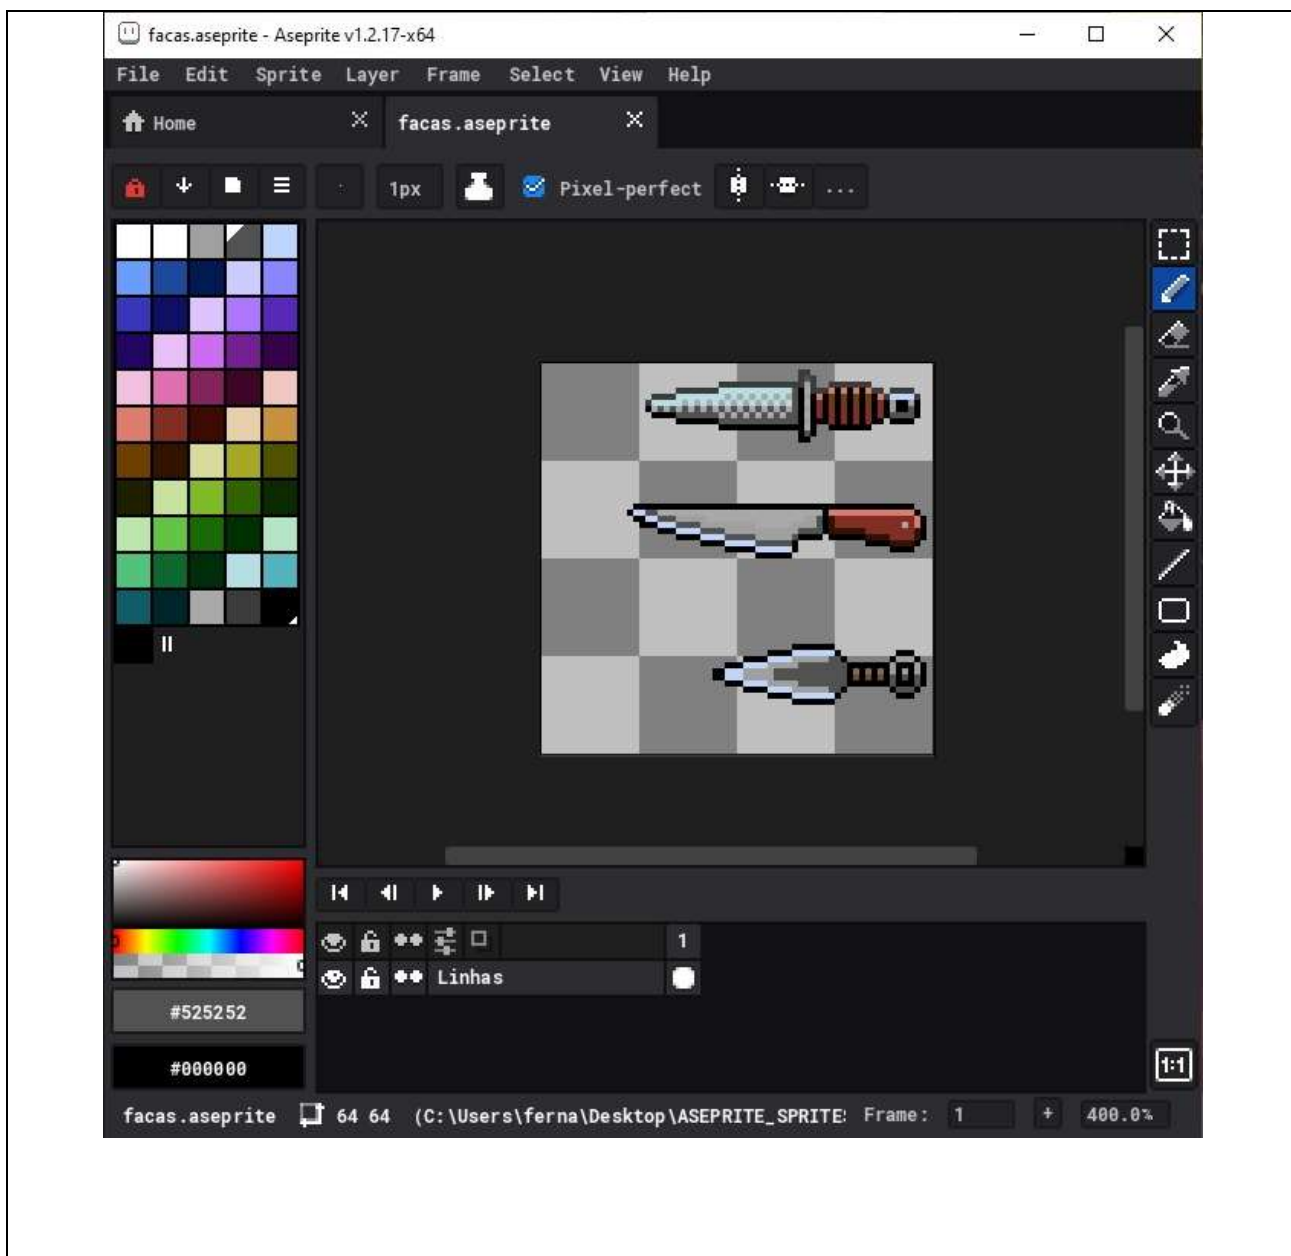 facas.aseprite - Aseprite v1.2.17-x64
File Edit Sprite Layer Frame Select View Help
Home
facas.aseprite
1px
Pixel-perfect
...
1
Linhas
#525252
#000000
1:1
facas.aseprite 64 64 (C:\Users\ferna\Desktop\ASEPRITE_SPRITE Frame: 1 + 400.0%